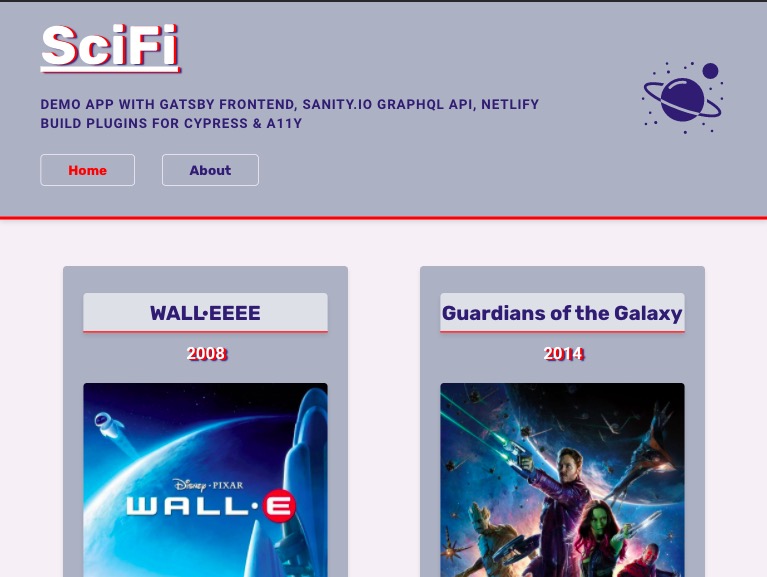 SciFi
DEMO APP WITH GATSBY FRONTEND, SANITY.IO GRAPHQL API, NETLIFY
BUILD PLUGINS FOR CYPRESS & A11Y
Home
About
WALL·EEEE
2008
Disney·PIXAR
WALL·E
Guardians of the Galaxy
2014